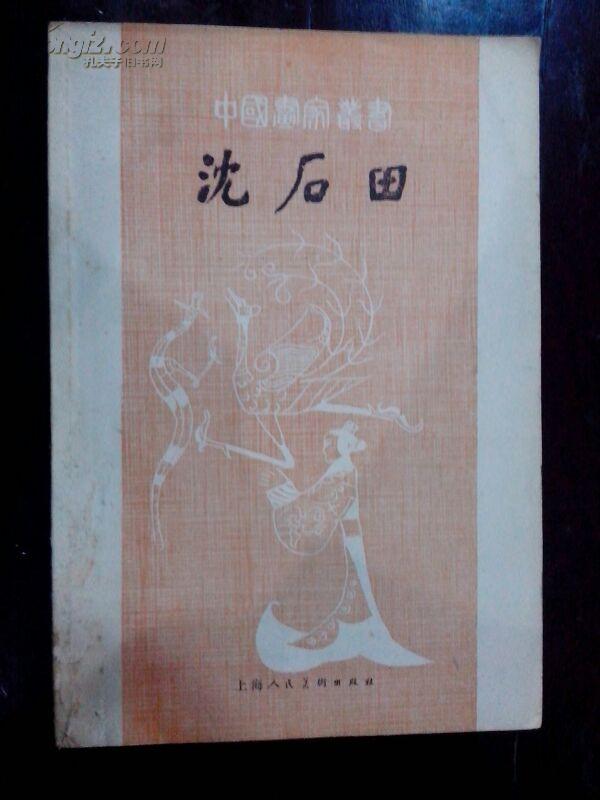 ongfz.com
孔夫子旧书网
中國畫家叢書
沈石田
上海人民美術出版社